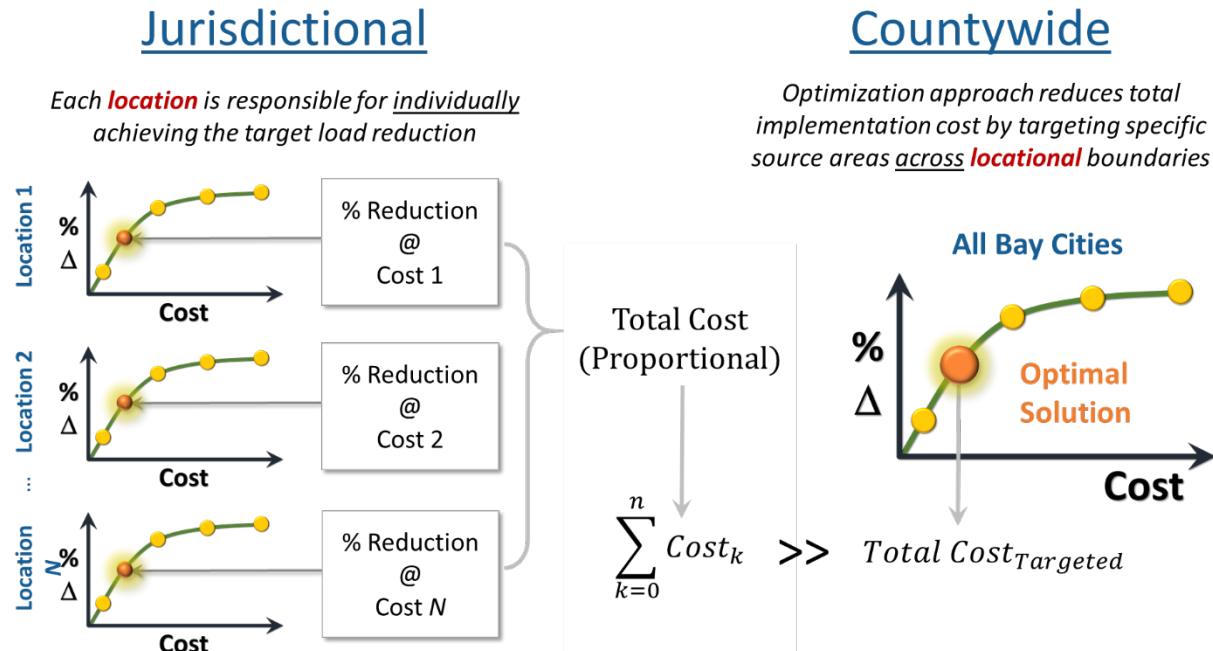 Jurisdictional
Each location is responsible for individually
achieving the target load reduction
Location 1
%
Δ
Cost
% Reduction
@
Cost 1
Location 2
%
Δ
Cost
% Reduction
@
Cost 2
...
Location
N
%
Δ
Cost
% Reduction
@
Cost N
Total Cost
(Proportional)
n
∑ Cost_k
k=0
>>
Countywide
Optimization approach reduces total
implementation cost by targeting specific
source areas across locational boundaries
All Bay Cities
%
Δ
Optimal
Solution
Cost
Total Cost_Targeted